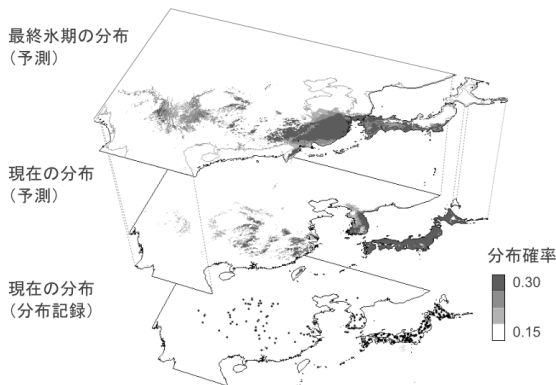 最終氷期の分布
（予測）
現在の分布
（予測）
現在の分布
（分布記録）
分布確率
0.30
0.15